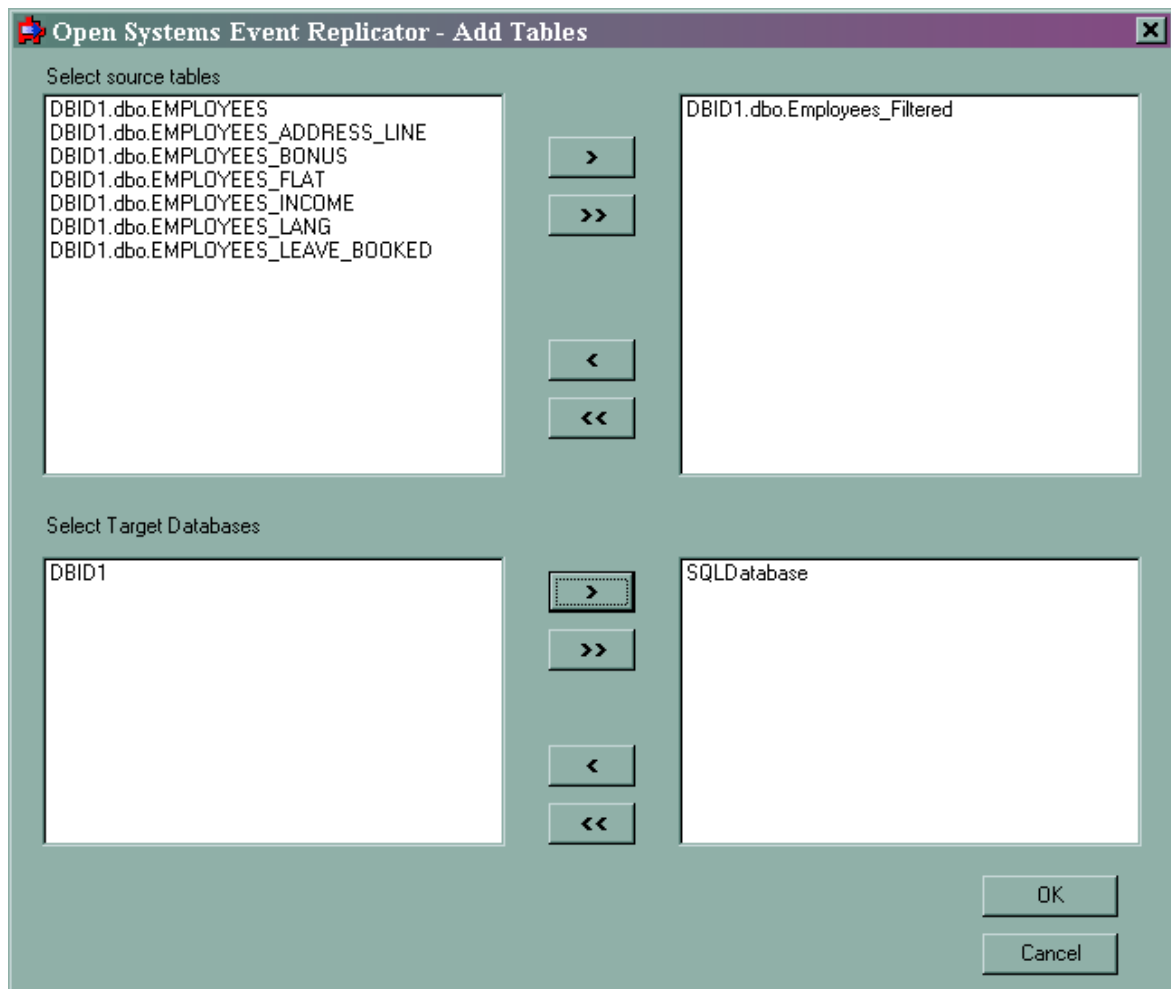 Open Systems Event Replicator - Add Tables
Select source tables
DBID1.dbo.EMPLOYEES
DBID1.dbo.EMPLOYEES_ADDRESS_LINE
DBID1.dbo.EMPLOYEES_BONUS
DBID1.dbo.EMPLOYEES_FLAT
DBID1.dbo.EMPLOYEES_INCOME
DBID1.dbo.EMPLOYEES_LANG
DBID1.dbo.EMPLOYEES_LEAVE_BOOKED
>
>>
<
<<
DBID1.dbo.Employees_Filtered
Select Target Databases
DBID1
>
>>
<
<<
SQLDatabase
OK
Cancel